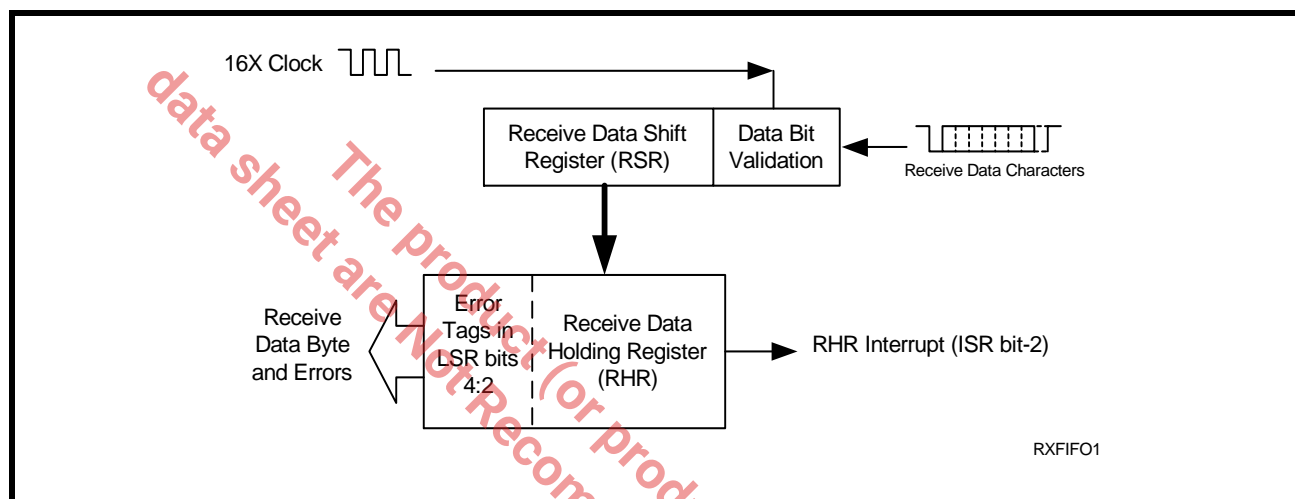 16X Clock
Receive Data Shift
Register (RSR)
Data Bit
Validation
Receive Data Characters
Receive
Data Byte
and Errors
Error
Tags in
LSR bits
4:2
Receive Data
Holding Register
(RHR)
RHR Interrupt (ISR bit-2)
RXFIFO1
The product (or prod
data sheet are Not Recom